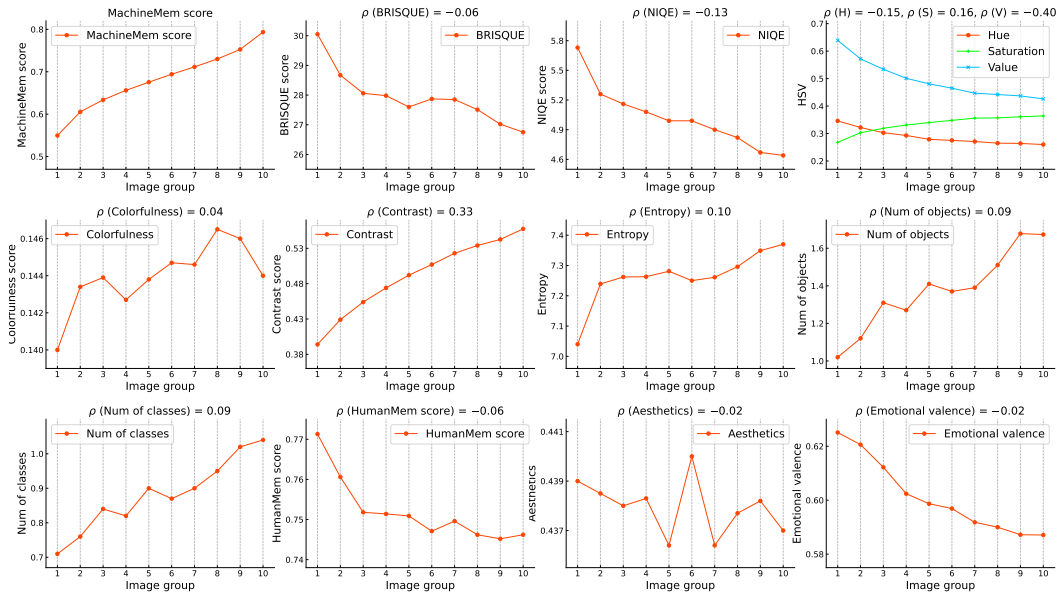 MachineMem score
MachineMem score
0.8
0.7
0.6
0.5
MachineMem score
1 2 3 4 5 6 7 8 9 10
Image group
ρ (BRISQUE) = −0.06
BRISQUE
30
29
28
27
26
BRISQUE score
1 2 3 4 5 6 7 8 9 10
Image group
ρ (NIQE) = −0.13
NIQE
5.8
5.5
5.2
4.9
4.6
NIQE score
1 2 3 4 5 6 7 8 9 10
Image group
ρ (H) = −0.15, ρ (S) = 0.16, ρ (V) = −0.40
Hue
Saturation
Value
0.7
0.6
0.5
0.4
0.3
0.2
HSV
1 2 3 4 5 6 7 8 9 10
Image group
ρ (Colorfulness) = 0.04
Colorfulness
0.146
0.144
0.142
0.140
Colorfulness score
1 2 3 4 5 6 7 8 9 10
Image group
ρ (Contrast) = 0.33
Contrast
0.53
0.48
0.43
0.38
Contrast score
1 2 3 4 5 6 7 8 9 10
Image group
ρ (Entropy) = 0.10
Entropy
7.4
7.3
7.2
7.1
7.0
Entropy
1 2 3 4 5 6 7 8 9 10
Image group
ρ (Num of objects) = 0.09
Num of objects
1.6
1.4
1.2
1.0
Num of objects
1 2 3 4 5 6 7 8 9 10
Image group
ρ (Num of classes) = 0.09
Num of classes
1.0
0.9
0.8
0.7
Num of classes
1 2 3 4 5 6 7 8 9 10
Image group
ρ (HumanMem score) = −0.06
HumanMem score
0.77
0.76
0.75
0.74
HumanMem score
1 2 3 4 5 6 7 8 9 10
Image group
ρ (Aesthetics) = −0.02
Aesthetics
0.441
0.439
0.437
Aesthetics
1 2 3 4 5 6 7 8 9 10
Image group
ρ (Emotional valence) = −0.02
Emotional valence
0.62
0.60
0.58
Emotional valence
1 2 3 4 5 6 7 8 9 10
Image group